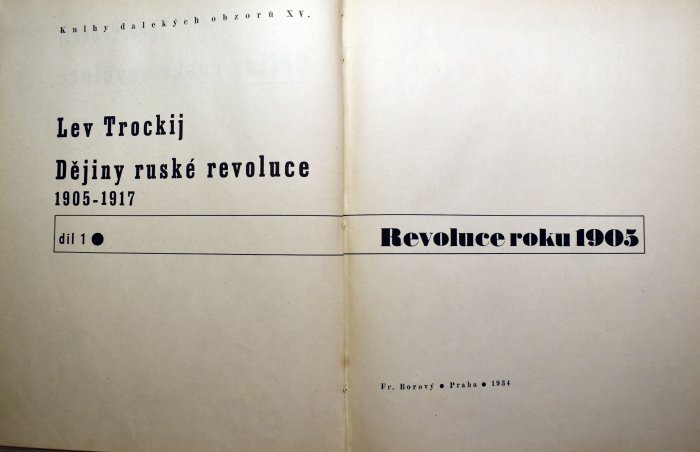 Knihy dalekých obzorů XV.
Lev Trockij
Dějiny ruské revoluce
1905-1917
díl 1 ●
Revoluce roku 1905
Fr. Borový ● Praha ● 1934